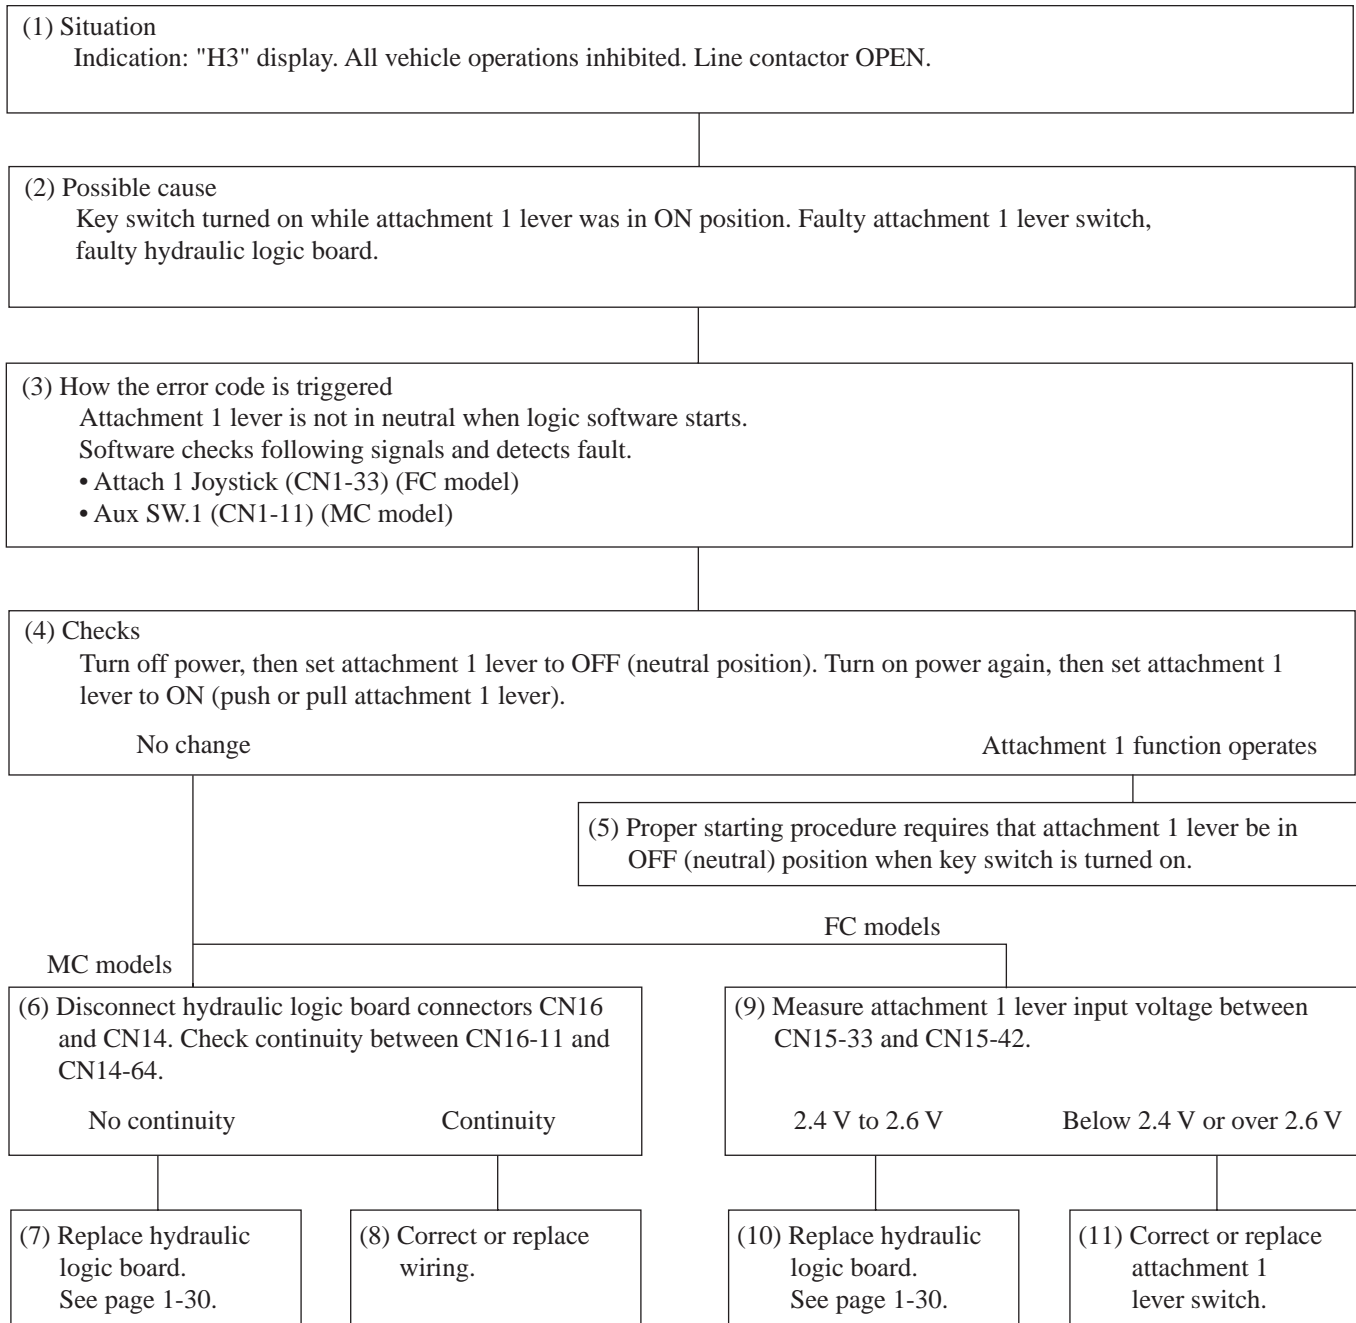 (1) Situation
Indication: "H3" display. All vehicle operations inhibited. Line contactor OPEN.
(2) Possible cause
Key switch turned on while attachment 1 lever was in ON position. Faulty attachment 1 lever switch,
faulty hydraulic logic board.
(3) How the error code is triggered
Attachment 1 lever is not in neutral when logic software starts.
Software checks following signals and detects fault.
• Attach 1 Joystick (CN1-33) (FC model)
• Aux SW.1 (CN1-11) (MC model)
(4) Checks
Turn off power, then set attachment 1 lever to OFF (neutral position). Turn on power again, then set attachment 1
lever to ON (push or pull attachment 1 lever).
No change
Attachment 1 function operates
(5) Proper starting procedure requires that attachment 1 lever be in
OFF (neutral) position when key switch is turned on.
FC models
MC models
(6) Disconnect hydraulic logic board connectors CN16
and CN14. Check continuity between CN16-11 and
CN14-64.
No continuity
Continuity
(9) Measure attachment 1 lever input voltage between
CN15-33 and CN15-42.
2.4 V to 2.6 V
Below 2.4 V or over 2.6 V
(7) Replace hydraulic
logic board.
See page 1-30.
(8) Correct or replace
wiring.
(10) Replace hydraulic
logic board.
See page 1-30.
(11) Correct or replace
attachment 1
lever switch.